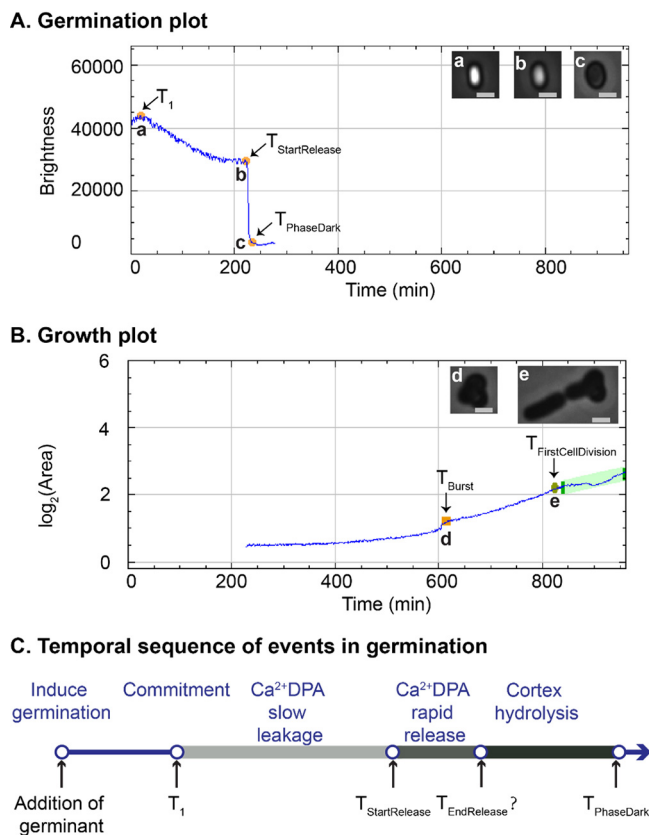 A. Germination plot
60000
40000
20000
0
Brightness
0
200
400
600
800
Time (min)
T1
a
TStartRelease
b
TPhaseDark
c
a
b
c
B. Growth plot
6
4
2
0
log2(Area)
0
200
400
600
800
Time (min)
d
e
TFirstCellDivision
TBurst
e
d
C. Temporal sequence of events in germination
Induce
germination
Commitment
Ca2+DPA
slow
leakage
Ca2+DPA
rapid
release
Cortex
hydrolysis
Addition of
germinant
T1
TStartRelease
TEndRelease?
TPhaseDark